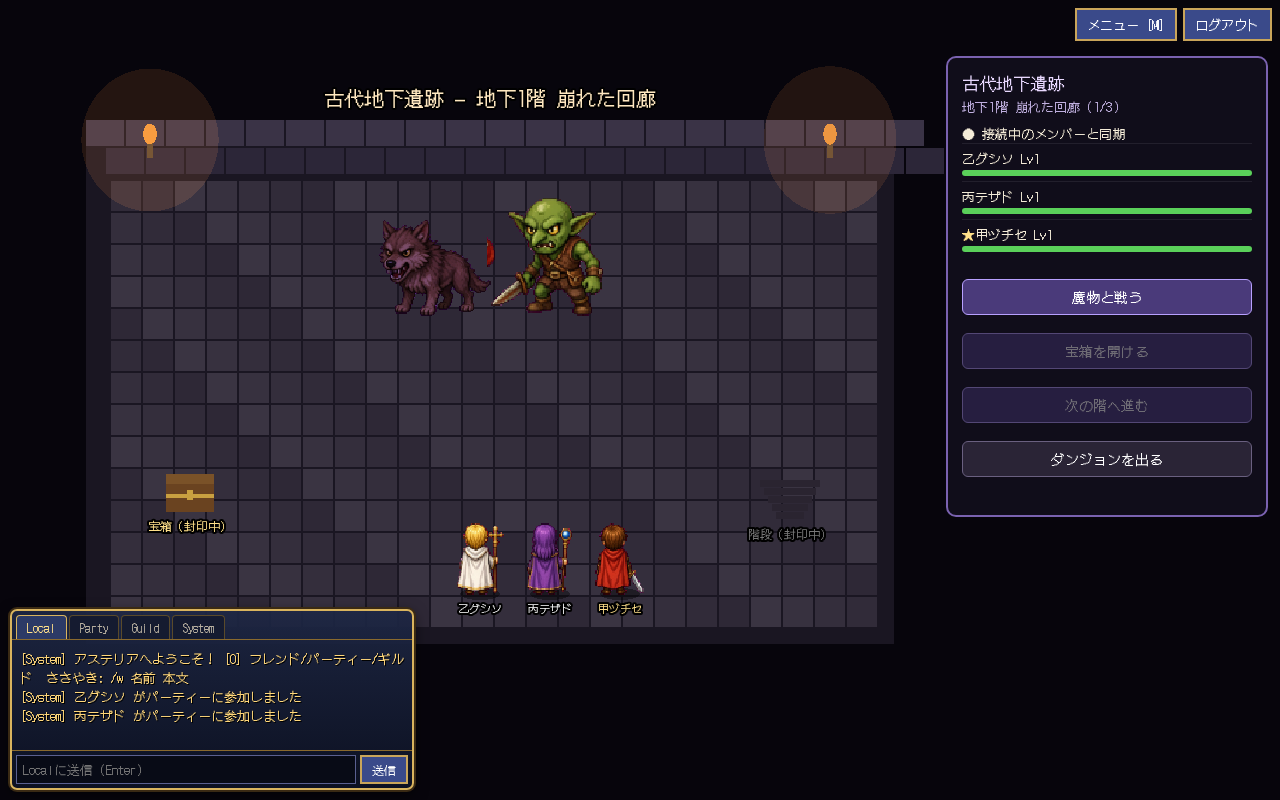 メニュー [M]
ログアウト
古代地下遺跡 – 地下1階 崩れた回廊
古代地下遺跡
地下1階 崩れた回廊（1/3）
● 接続中のメンバーと同期
乙グシソ Lv1
丙テザド Lv1
★甲ヅチセ Lv1
魔物と戦う
宝箱を開ける
次の階へ進む
ダンジョンを出る
宝箱（封印中）
階段（封印中）
乙グシソ
丙テザド
甲ヅチセ
Local
Party
Guild
System
[System] アステリアへようこそ！ [O] フレンド/パーティー/ギル
ド ささやき: /w 名前 本文
[System] 乙グシソ がパーティーに参加しました
[System] 丙テザド がパーティーに参加しました
Localに送信（Enter）
送信